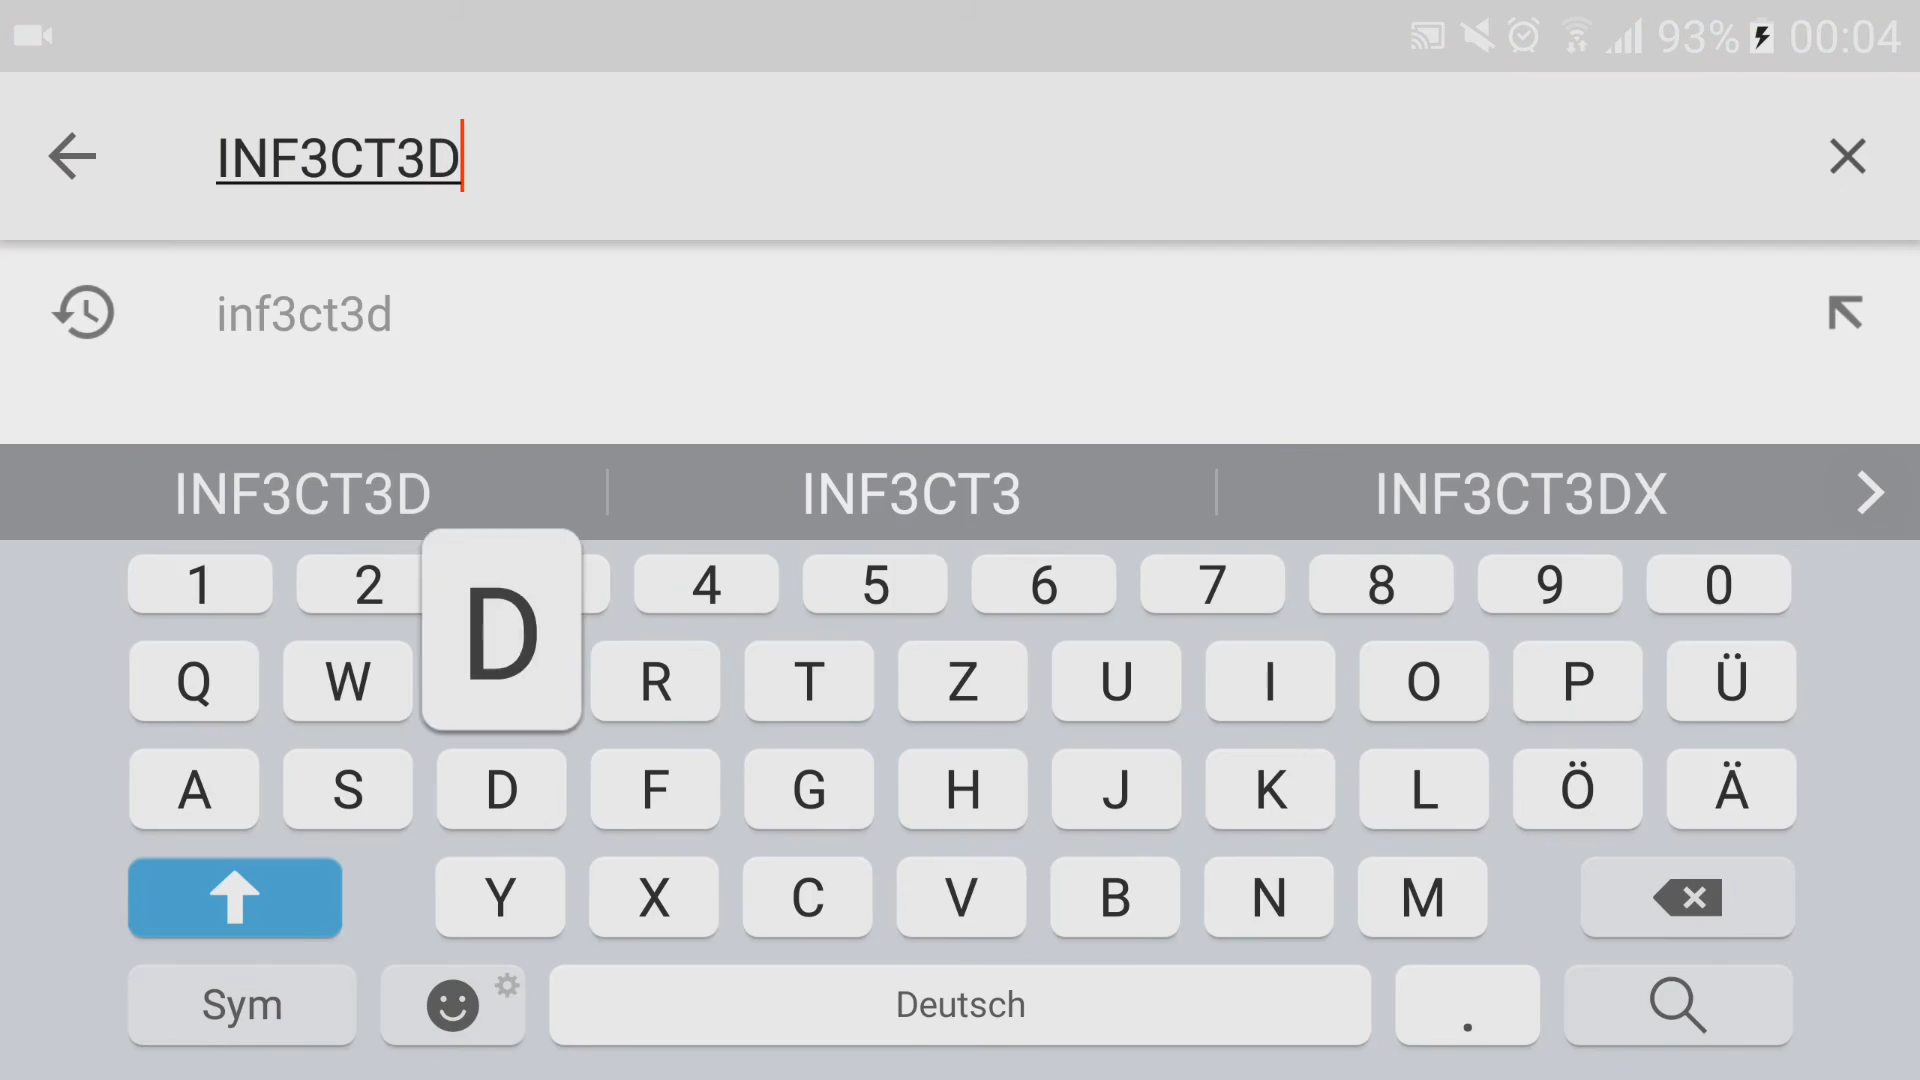 93% 00:04
INF3CT3D
inf3ct3d
INF3CT3D INF3CT3 INF3CT3DX
1 2 4 5 6 7 8 9 0
D
Q W R T Z U I O P Ü
A S D F G H J K L Ö Ä
Y X C V B N M
Sym Deutsch .